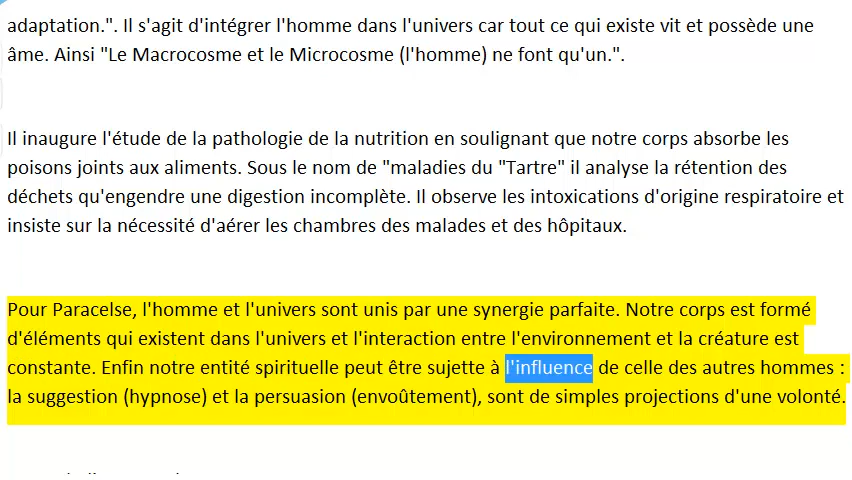 adaptation.". Il s'agit d'intégrer l'homme dans l'univers car tout ce qui existe vit et possède une
âme. Ainsi "Le Macrocosme et le Microcosme (l'homme) ne font qu'un.".
Il inaugure l'étude de la pathologie de la nutrition en soulignant que notre corps absorbe les
poisons joints aux aliments. Sous le nom de "maladies du "Tartre" il analyse la rétention des
déchets qu'engendre une digestion incomplète. Il observe les intoxications d'origine respiratoire et
insiste sur la nécessité d'aérer les chambres des malades et des hôpitaux.
Pour Paracelse, l'homme et l'univers sont unis par une synergie parfaite. Notre corps est formé
d'éléments qui existent dans l'univers et l'interaction entre l'environnement et la créature est
constante. Enfin notre entité spirituelle peut être sujette à l'influence de celle des autres hommes :
la suggestion (hypnose) et la persuasion (envoûtement), sont de simples projections d'une volonté.